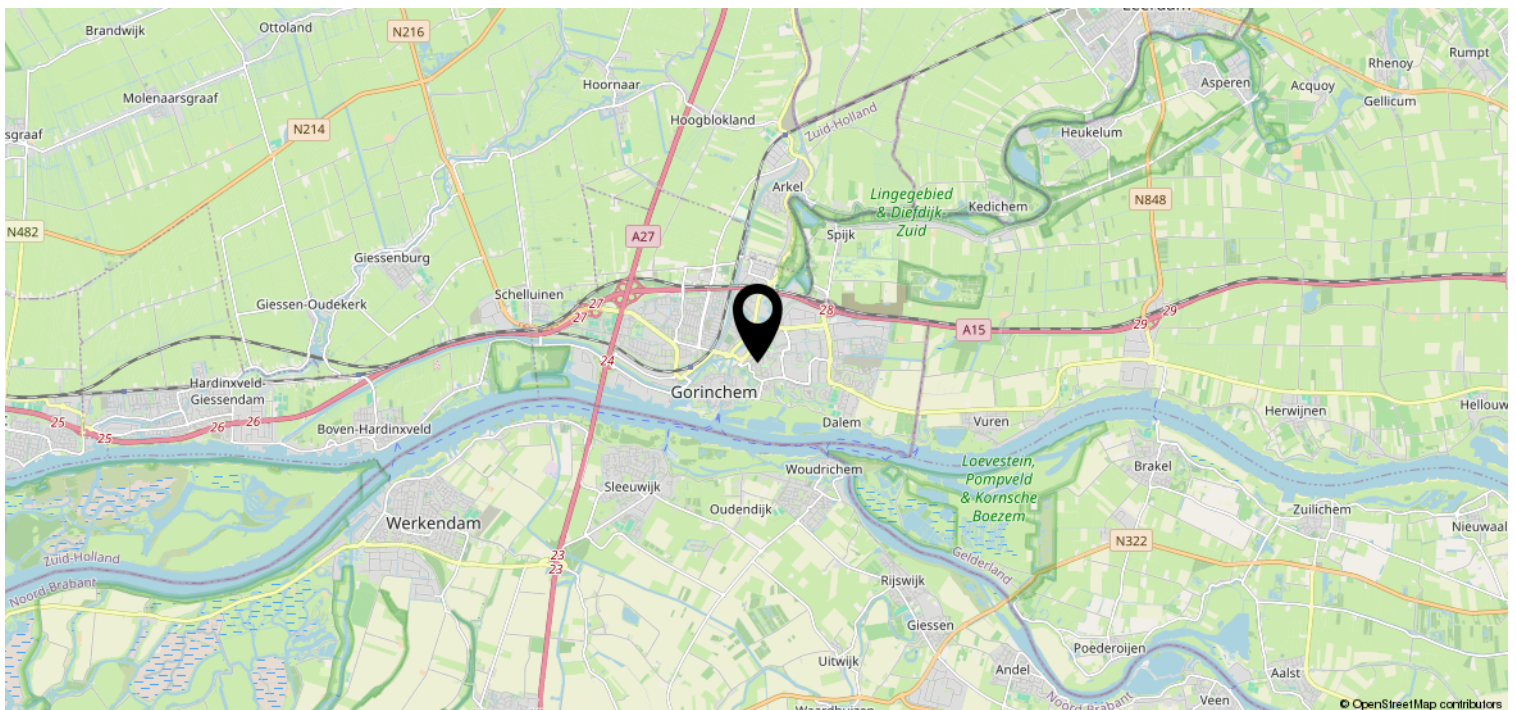 Brandwijk
Ottoland
N216
Leerdam
Rumpt
Rhenoy
Hoornaar
Asperen
Acquoy
Gellicum
Molenaarsgraaf
Hoogblokland
N214
sgraaf
Zuid-Holland
Heukelum
Arkel
Lingegebied
& Diefdijk
Zuid
Kedichem
N848
N482
A27
Spijk
Giessenburg
Schelluinen
Giessen-Oudekerk
27
27
28
29
29
A15
24
Hardinxveld-
Giessendam
Gorinchem
25
25
26
26
Boven-Hardinxveld
Dalem
Vuren
Herwijnen
Hellouw
Woudrichem
Loevestein,
Pompveld
& Kornsche
Boezem
Brakel
Sleeuwijk
Oudendijk
Zuilichem
Werkendam
Nieuwaal
23
23
N322
Zuid-Holland
Noord-Brabant
Gelderland
Rijswijk
Giessen
Poederoijen
Uitwijk
Andel
Aalst
Noord-Brabant
Veen
© OpenStreetMap contributors